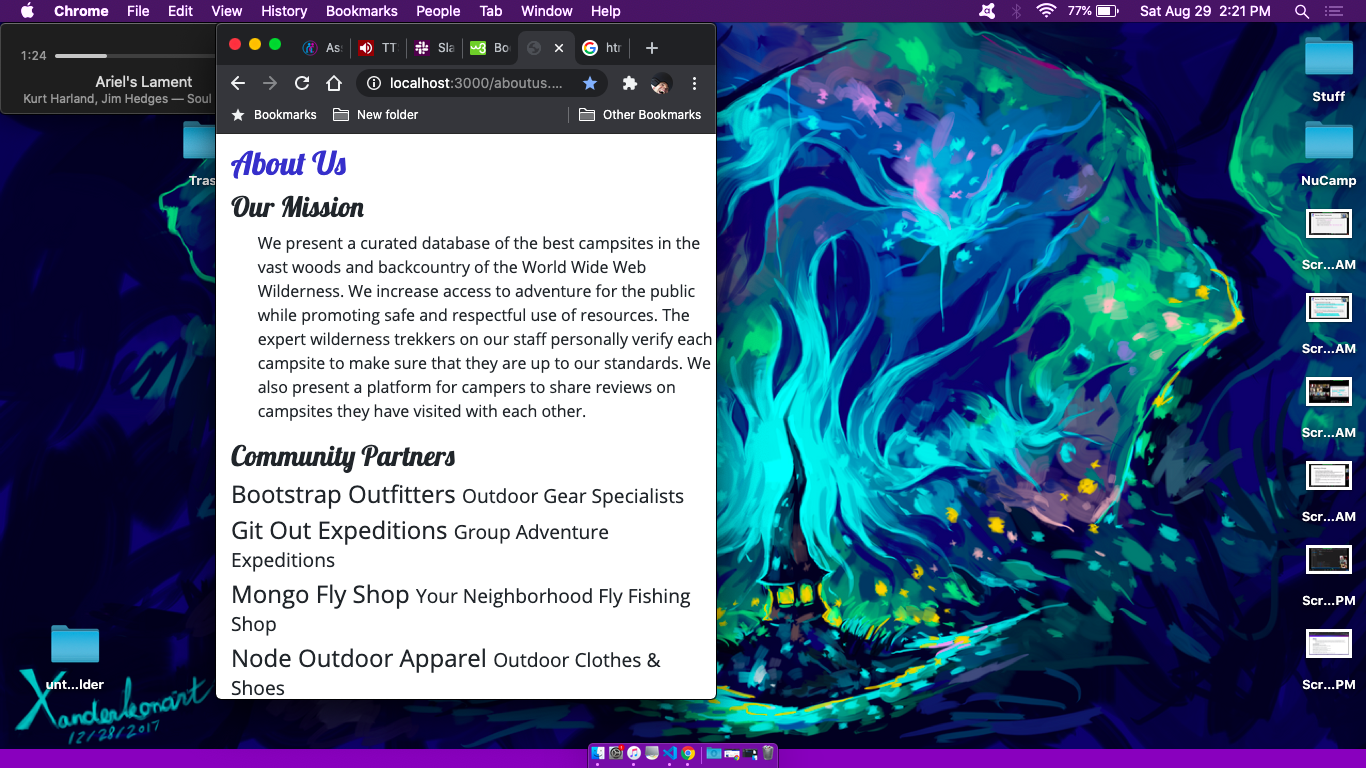 Chrome File Edit View History Bookmarks People Tab Window Help 77% Sat Aug 29 2:21 PM
1:24
Ariel's Lament
Kurt Harland, Jim Hedges — Soul
As TT Sla Bo htr
localhost:3000/aboutus....
Bookmarks New folder Other Bookmarks
Tras
About Us
Our Mission
We present a curated database of the best campsites in the
vast woods and backcountry of the World Wide Web
Wilderness. We increase access to adventure for the public
while promoting safe and respectful use of resources. The
expert wilderness trekkers on our staff personally verify each
campsite to make sure that they are up to our standards. We
also present a platform for campers to share reviews on
campsites they have visited with each other.
Community Partners
Bootstrap Outfitters Outdoor Gear Specialists
Git Out Expeditions Group Adventure
Expeditions
Mongo Fly Shop Your Neighborhood Fly Fishing
Shop
Node Outdoor Apparel Outdoor Clothes &
Shoes
Stuff
NuCamp
Scr...AM
Scr...AM
Scr...AM
Scr...AM
Scr...PM
Scr...PM
unt...lder
Xanderleonart
12/28/2017